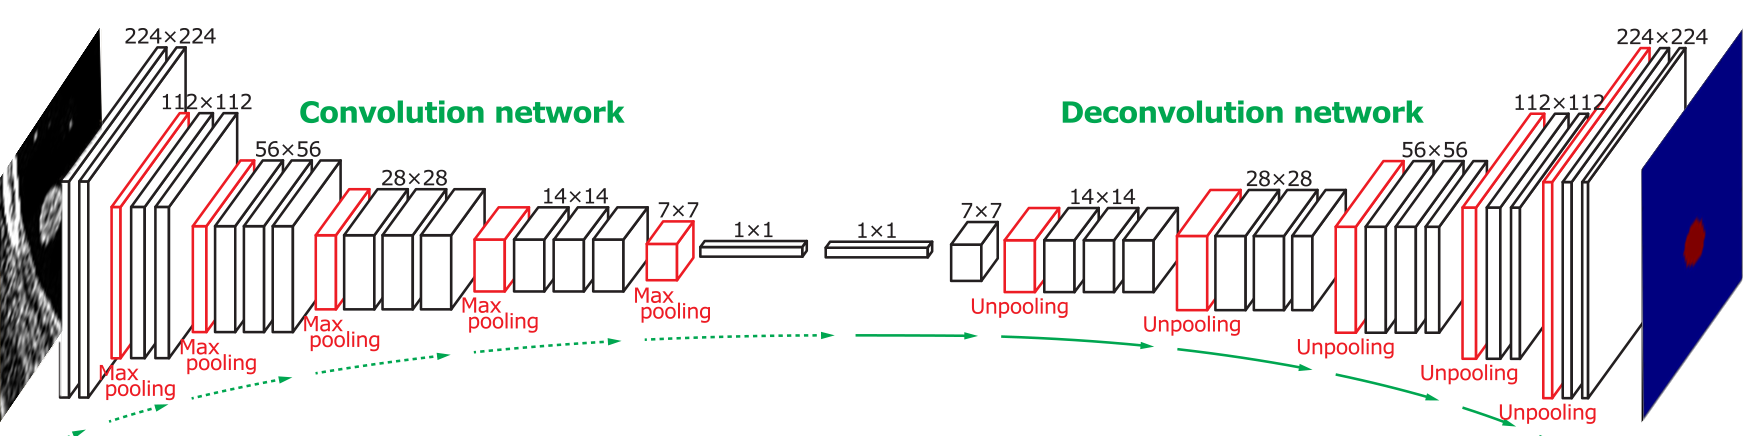 224×224
112×112
56×56
28×28
14×14
7×7
1×1
1×1
7×7
14×14
28×28
56×56
112×112
224×224
Convolution network
Deconvolution network
Max
pooling
Max
pooling
Max
pooling
Max
pooling
Max
pooling
Unpooling
Unpooling
Unpooling
Unpooling
Unpooling